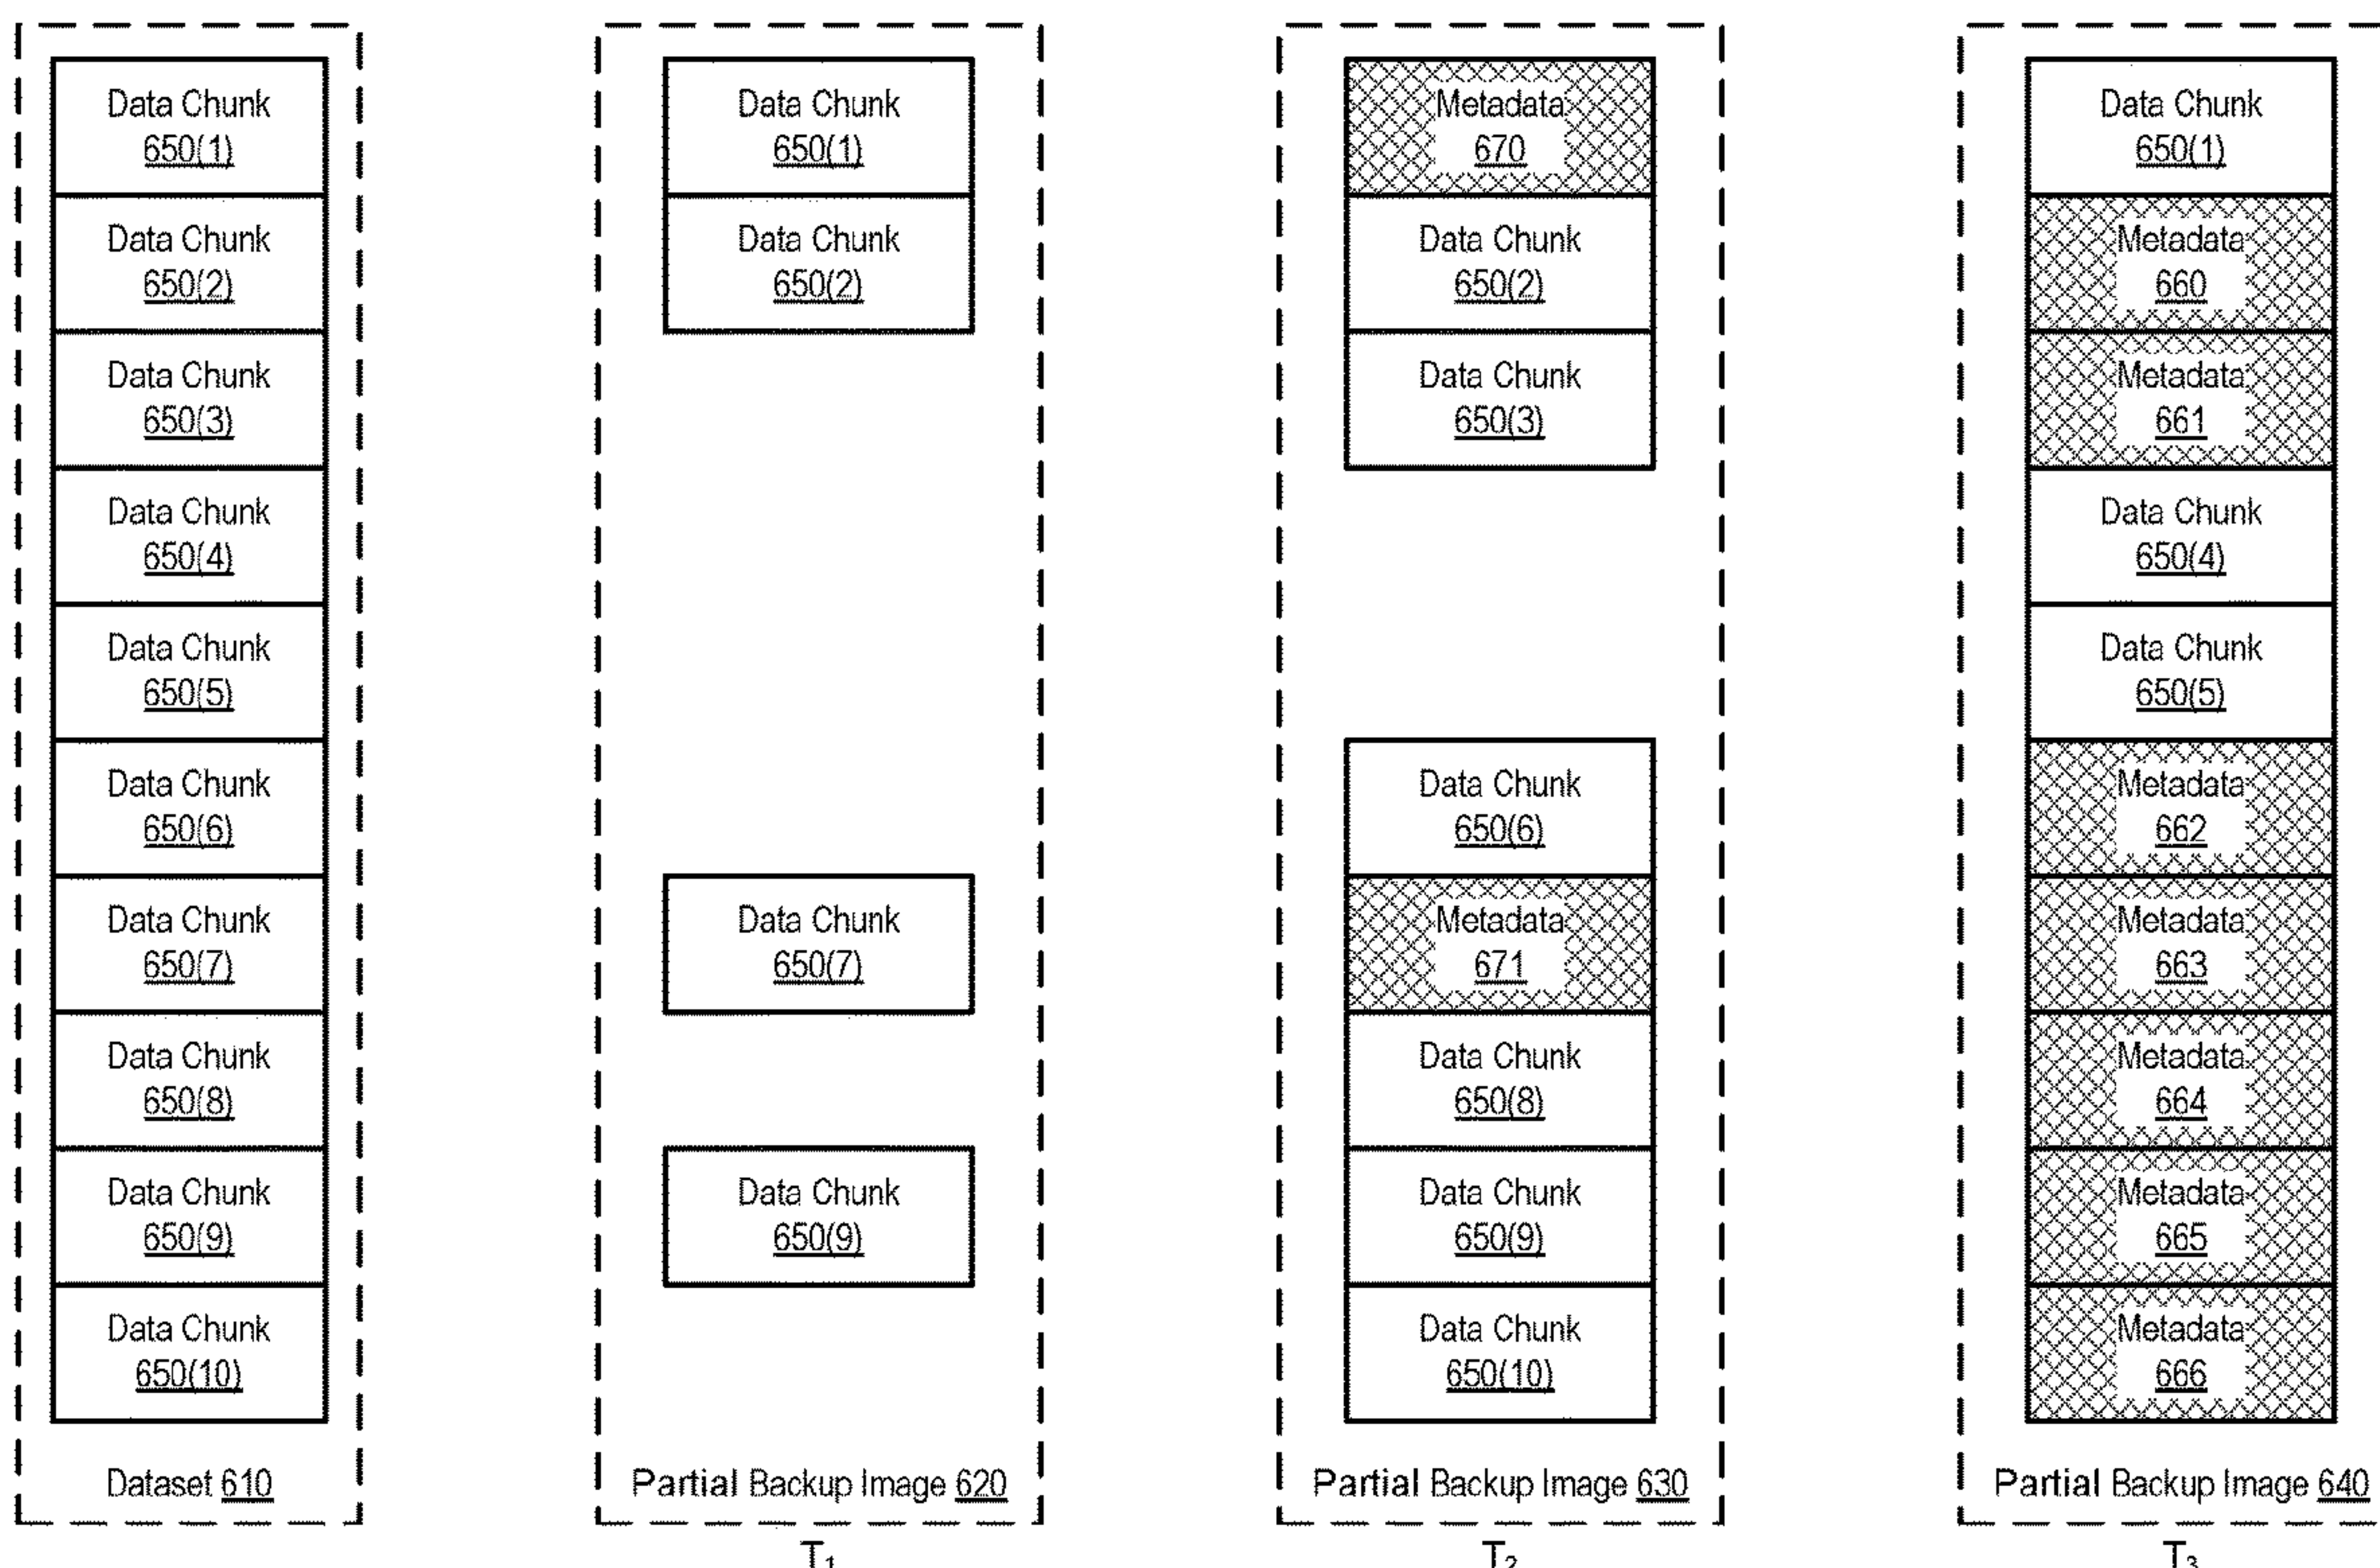 Data Chunk
650(1)
Data Chunk
650(2)
Data Chunk
650(3)
Data Chunk
650(4)
Data Chunk
650(5)
Data Chunk
650(6)
Data Chunk
650(7)
Data Chunk
650(8)
Data Chunk
650(9)
Data Chunk
650(10)
Dataset 610
Data Chunk
650(1)
Data Chunk
650(2)
Data Chunk
650(7)
Data Chunk
650(9)
Partial Backup Image 620
T1
Metadata
670
Data Chunk
650(2)
Data Chunk
650(3)
Data Chunk
650(6)
Metadata
671
Data Chunk
650(8)
Data Chunk
650(9)
Data Chunk
650(10)
Partial Backup Image 630
T2
Data Chunk
650(1)
Metadata
660
Metadata
661
Data Chunk
650(4)
Data Chunk
650(5)
Metadata
662
Metadata
663
Metadata
664
Metadata
665
Metadata
666
Partial Backup Image 640
T3